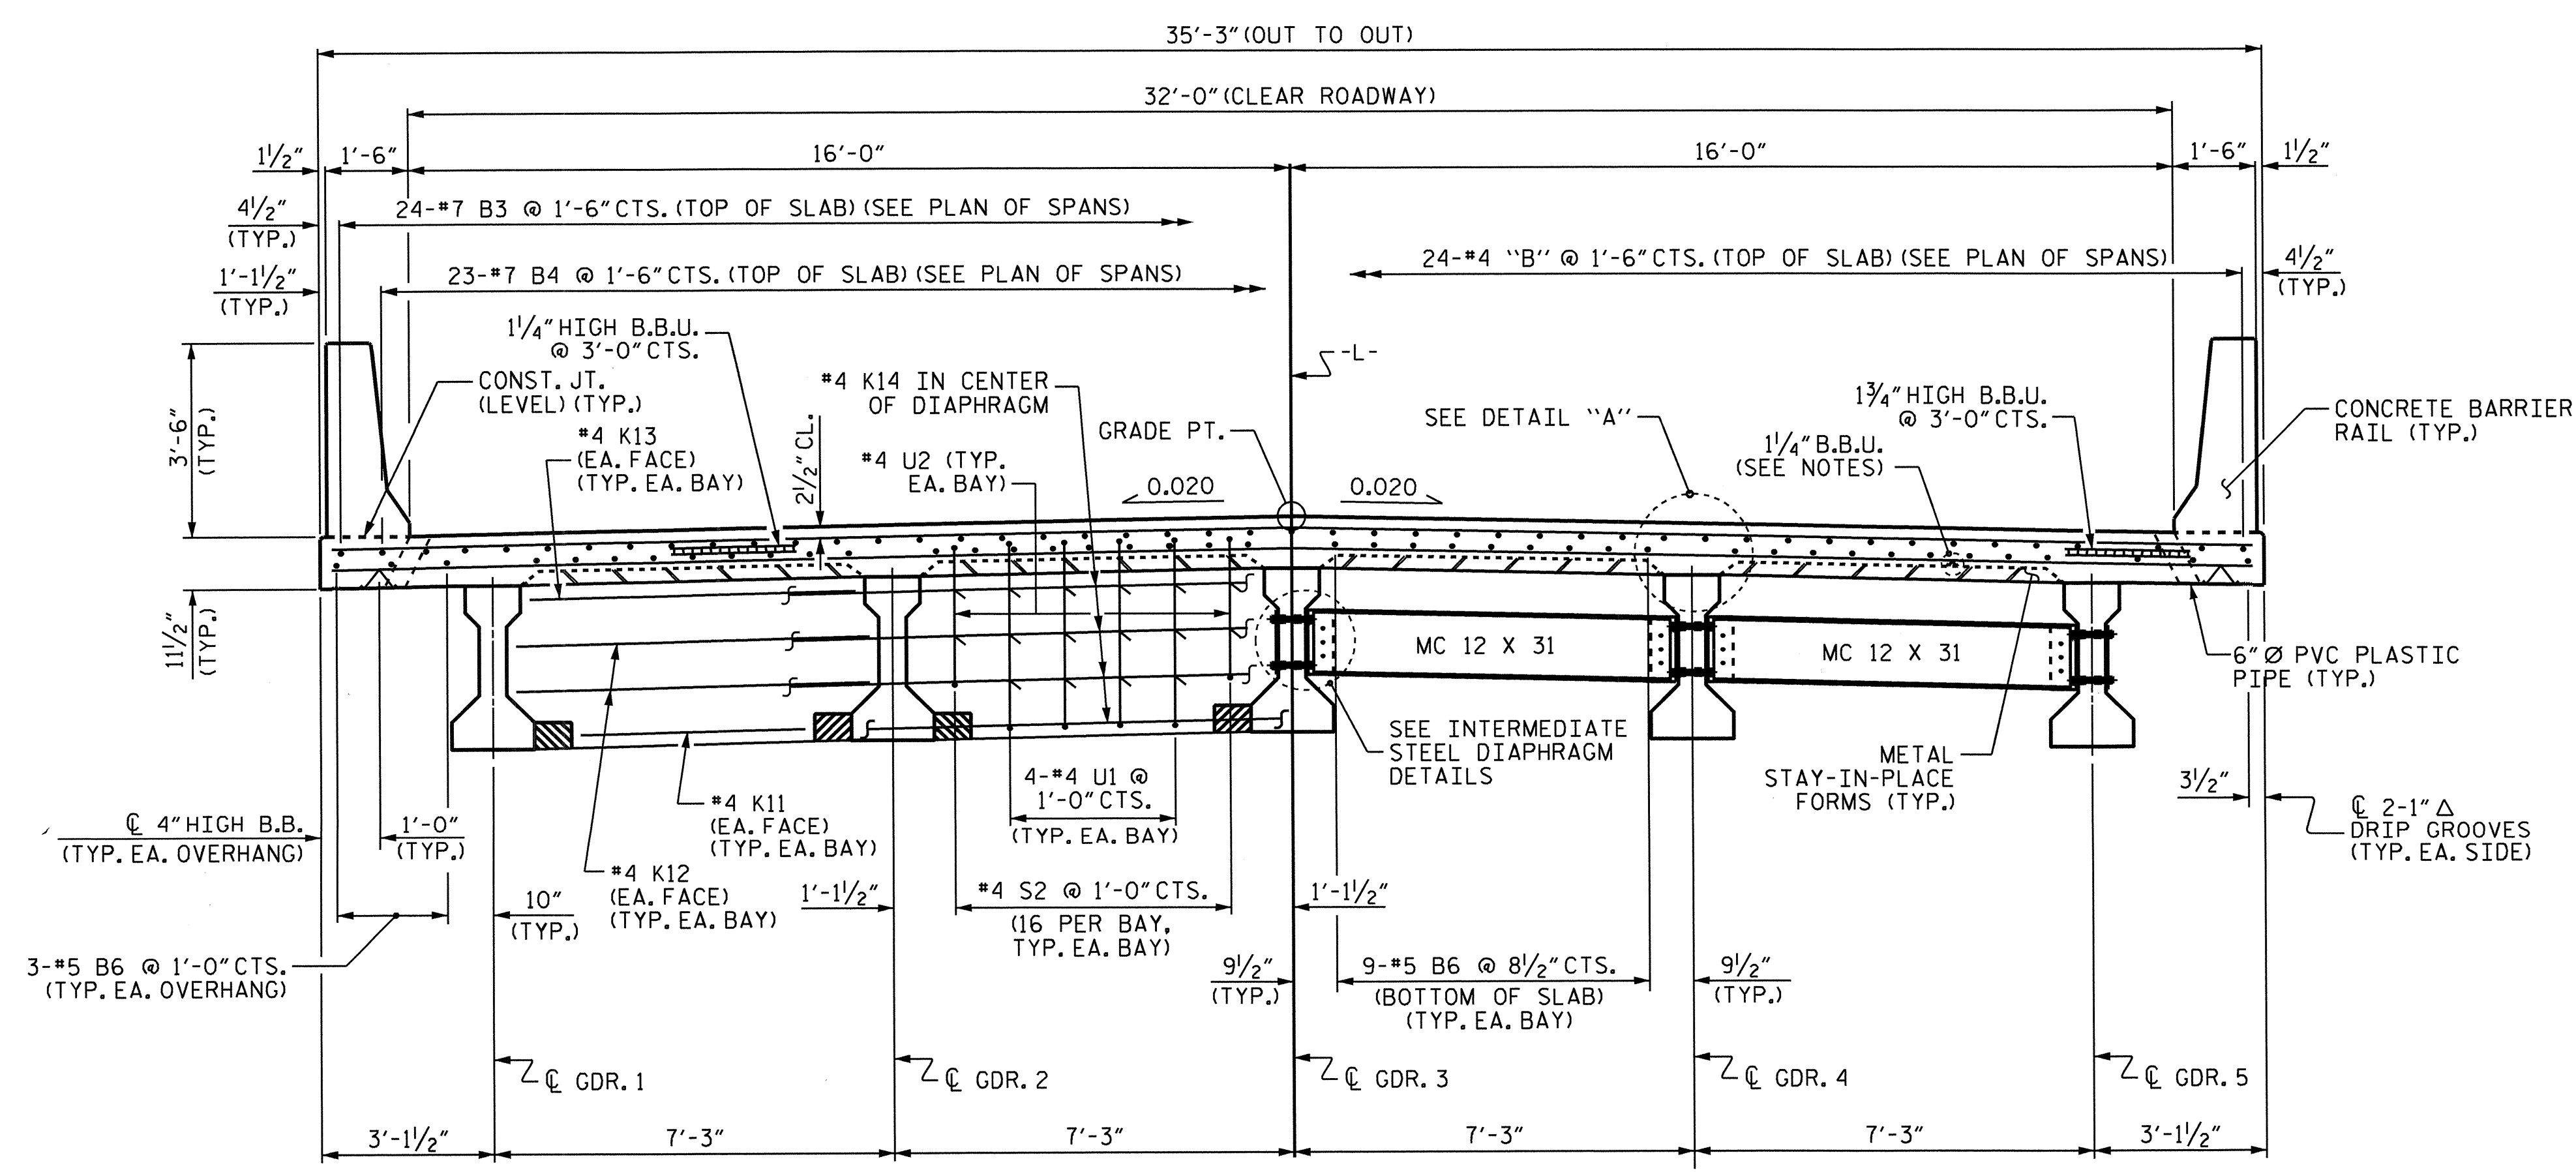 35'-3" (OUT TO OUT)
32'-0" (CLEAR ROADWAY)
1½" 1'-6" 16'-0" 16'-0" 1'-6" 1½"
4½"
(TYP.)
24-#7 B3 @ 1'-6" CTS. (TOP OF SLAB) (SEE PLAN OF SPANS)
24-#4 "B" @ 1'-6" CTS. (TOP OF SLAB) (SEE PLAN OF SPANS)
4½"
(TYP.)
1'-1½"
(TYP.)
23-#7 B4 @ 1'-6" CTS. (TOP OF SLAB) (SEE PLAN OF SPANS)
1¼" HIGH B.B.U.
@ 3'-0" CTS.
CONST. JT.
(LEVEL) (TYP.)
#4 K13
(EA. FACE)
(TYP. EA. BAY)
3'-6"
(TYP.)
2½" CL.
#4 K14 IN CENTER
OF DIAPHRAGM
#4 U2 (TYP.
EA. BAY)
-L-
GRADE PT.
0.020 0.020
SEE DETAIL "A"
1¾" HIGH B.B.U.
@ 3'-0" CTS.
1¼" B.B.U.
(SEE NOTES)
CONCRETE BARRIER
RAIL (TYP.)
11½"
(TYP.)
MC 12 X 31 MC 12 X 31
6" Ø PVC PLASTIC
PIPE (TYP.)
SEE INTERMEDIATE
STEEL DIAPHRAGM
DETAILS
METAL
STAY-IN-PLACE
FORMS (TYP.)
3½"
℄ 2-1" △
DRIP GROOVES
(TYP. EA. SIDE)
℄ 4" HIGH B.B.
(TYP. EA. OVERHANG)
1'-0"
(TYP.)
#4 K11
(EA. FACE)
(TYP. EA. BAY)
4-#4 U1 @
1'-0" CTS.
(TYP. EA. BAY)
#4 K12
(EA. FACE)
(TYP. EA. BAY)
10"
(TYP.)
1'-1½"
#4 S2 @ 1'-0" CTS.
(16 PER BAY,
TYP. EA. BAY)
1'-1½"
3-#5 B6 @ 1'-0" CTS.
(TYP. EA. OVERHANG)
9½"
(TYP.)
9-#5 B6 @ 8½" CTS.
(BOTTOM OF SLAB)
(TYP. EA. BAY)
9½"
(TYP.)
℄ GDR. 1 ℄ GDR. 2 ℄ GDR. 3 ℄ GDR. 4 ℄ GDR. 5
3'-1½" 7'-3" 7'-3" 7'-3" 7'-3" 3'-1½"